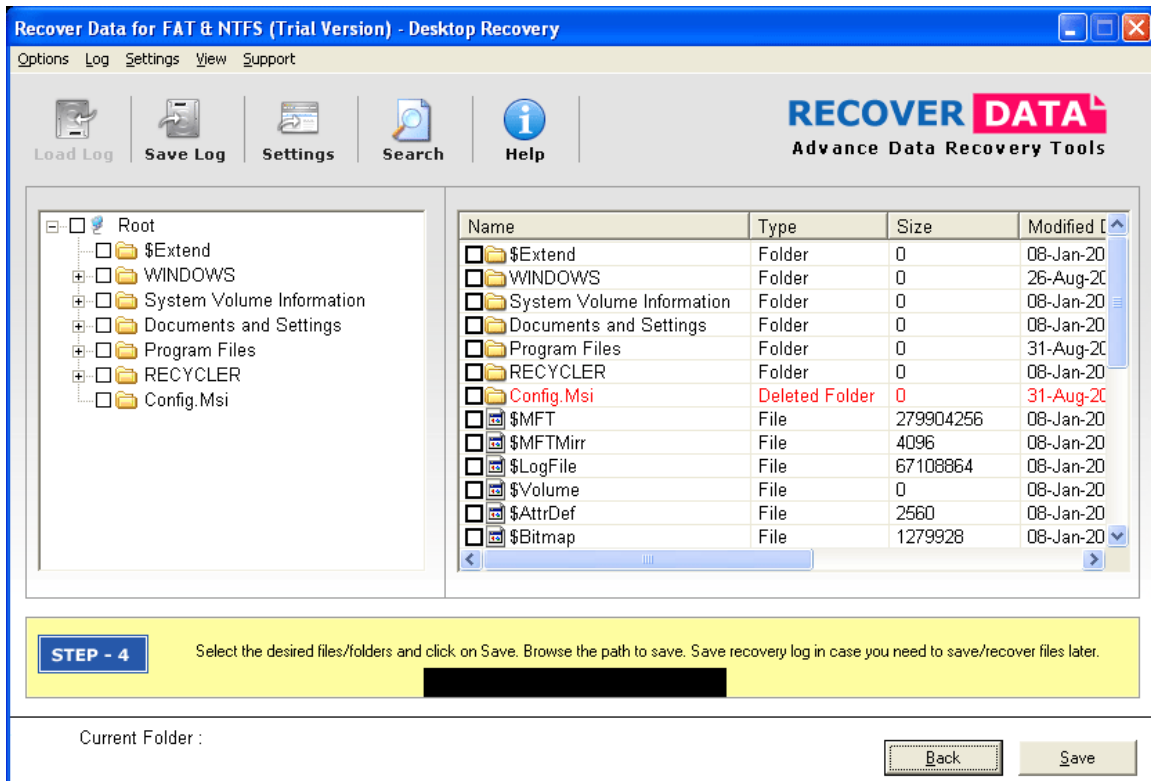 Recover Data for FAT & NTFS (Trial Version) - Desktop Recovery
Options Log Settings View Support
Load Log Save Log Settings Search Help
RECOVER DATA
Advance Data Recovery Tools
Root
$Extend
WINDOWS
System Volume Information
Documents and Settings
Program Files
RECYCLER
Config.Msi
Name Type Size Modified D
$Extend Folder 0 08-Jan-20
WINDOWS Folder 0 26-Aug-20
System Volume Information Folder 0 08-Jan-20
Documents and Settings Folder 0 08-Jan-20
Program Files Folder 0 31-Aug-20
RECYCLER Folder 0 08-Jan-20
Config.Msi Deleted Folder 0 31-Aug-20
$MFT File 279904256 08-Jan-20
$MFTMirr File 4096 08-Jan-20
$LogFile File 67108864 08-Jan-20
$Volume File 0 08-Jan-20
$AttrDef File 2560 08-Jan-20
$Bitmap File 1279928 08-Jan-20
STEP - 4
Select the desired files/folders and click on Save. Browse the path to save. Save recovery log in case you need to save/recover files later.
Current Folder :
Back Save